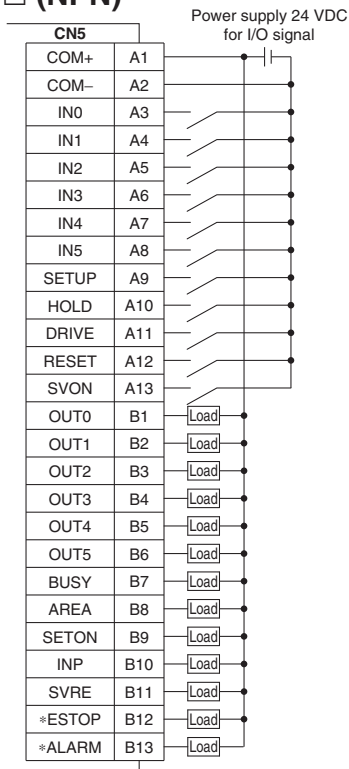 □ (NPN)
Power supply 24 VDC
for I/O signal
CN5
COM+ A1
COM– A2
IN0 A3
IN1 A4
IN2 A5
IN3 A6
IN4 A7
IN5 A8
SETUP A9
HOLD A10
DRIVE A11
RESET A12
SVON A13
OUT0 B1 Load
OUT1 B2 Load
OUT2 B3 Load
OUT3 B4 Load
OUT4 B5 Load
OUT5 B6 Load
BUSY B7 Load
AREA B8 Load
SETON B9 Load
INP B10 Load
SVRE B11 Load
*ESTOP B12 Load
*ALARM B13 Load